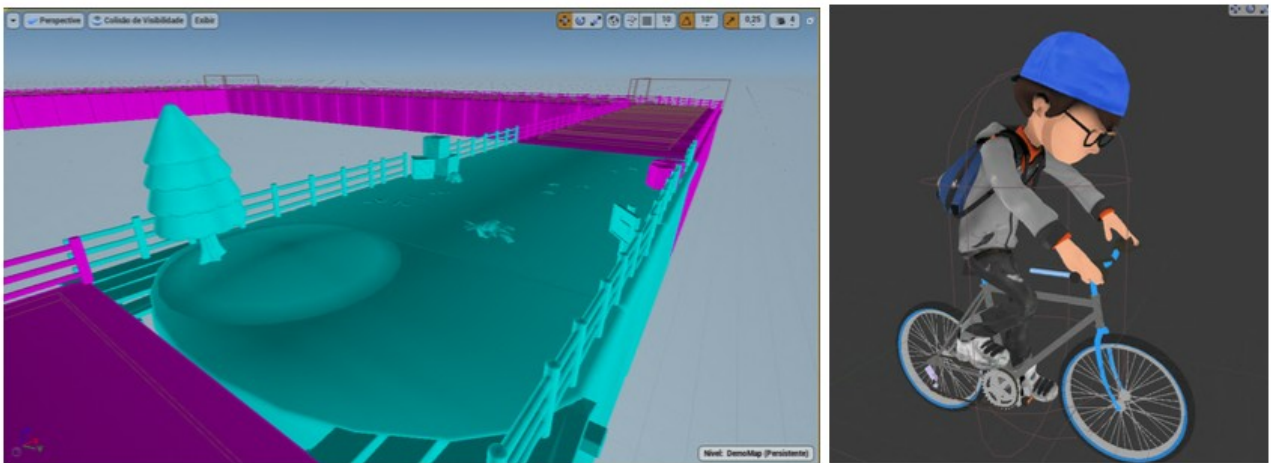 Perspective Colisão de Visibilidade Exibir 10 10° 0,25 4
Nível: DemoMap (Persistente)